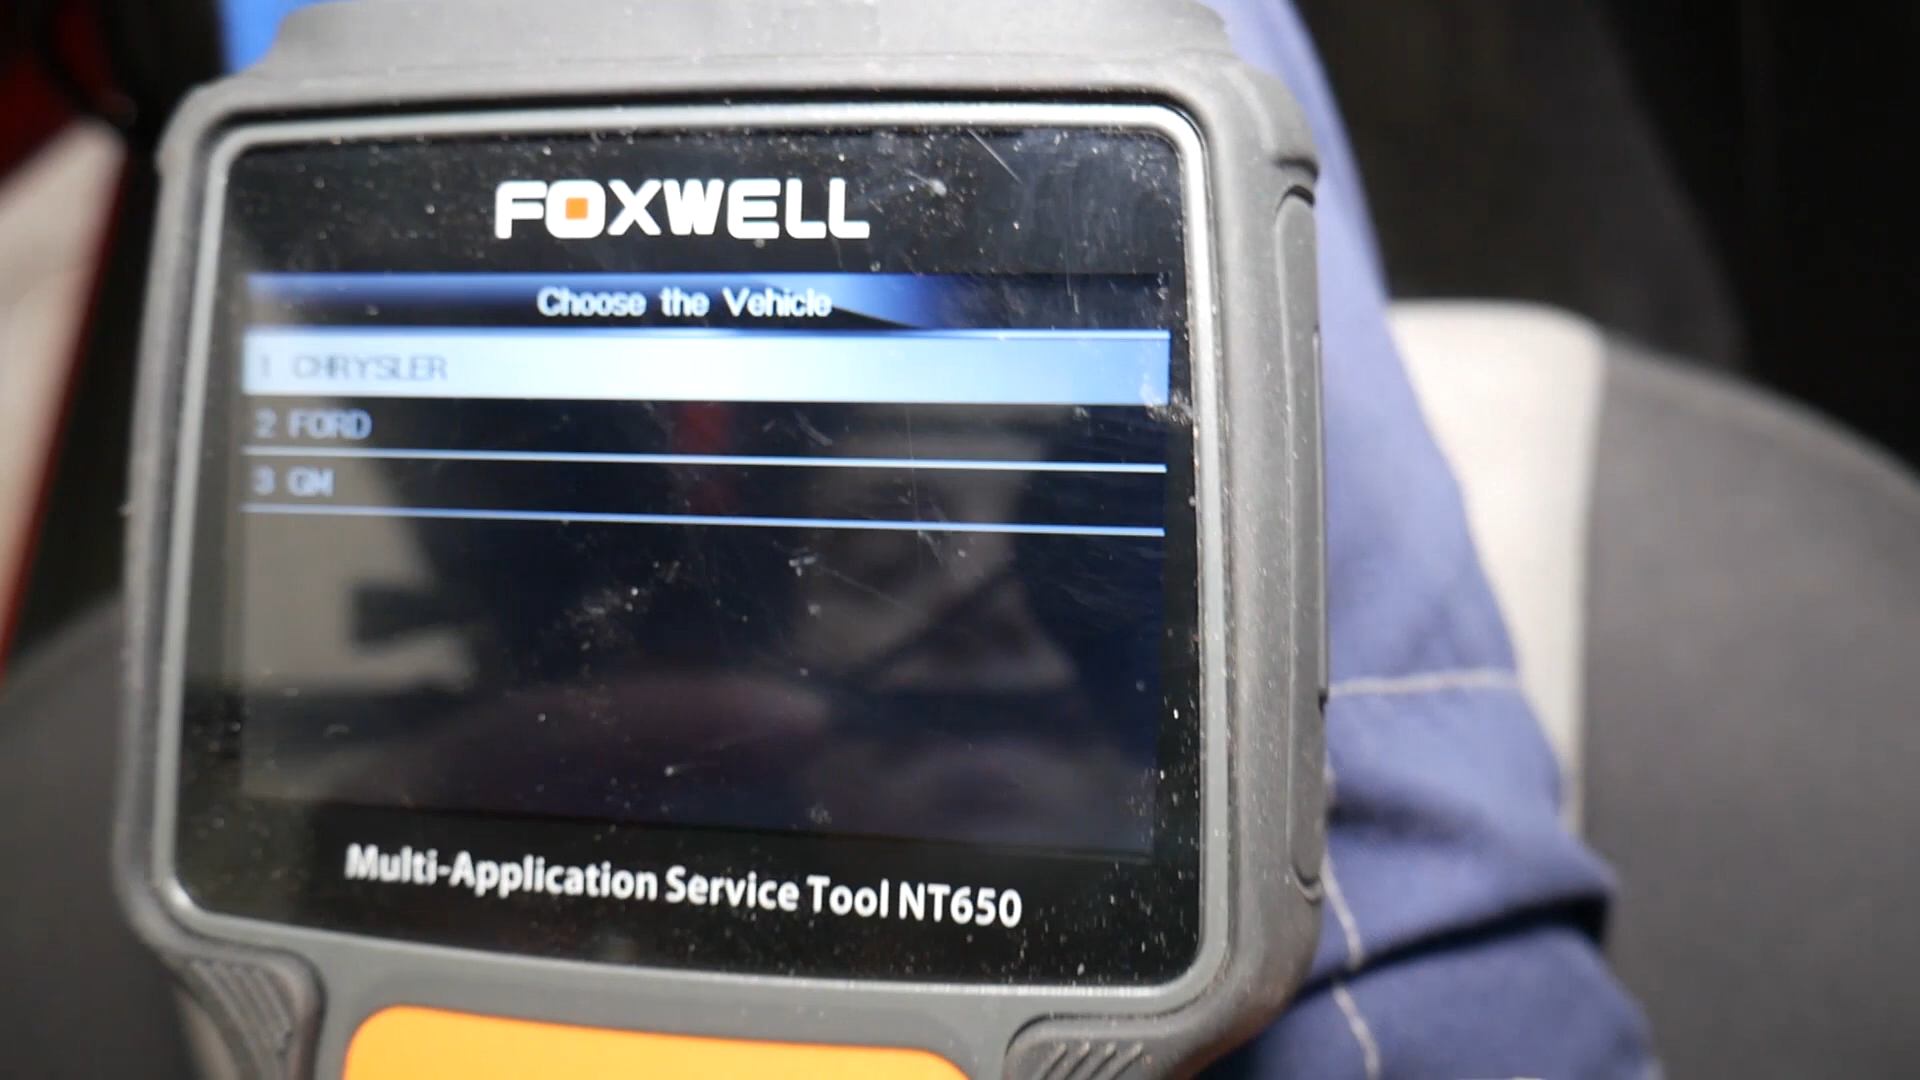 FOXWELL
Choose the Vehicle
1 CHRYSLER
2 FORD
3 GM
Multi-Application Service Tool NT650